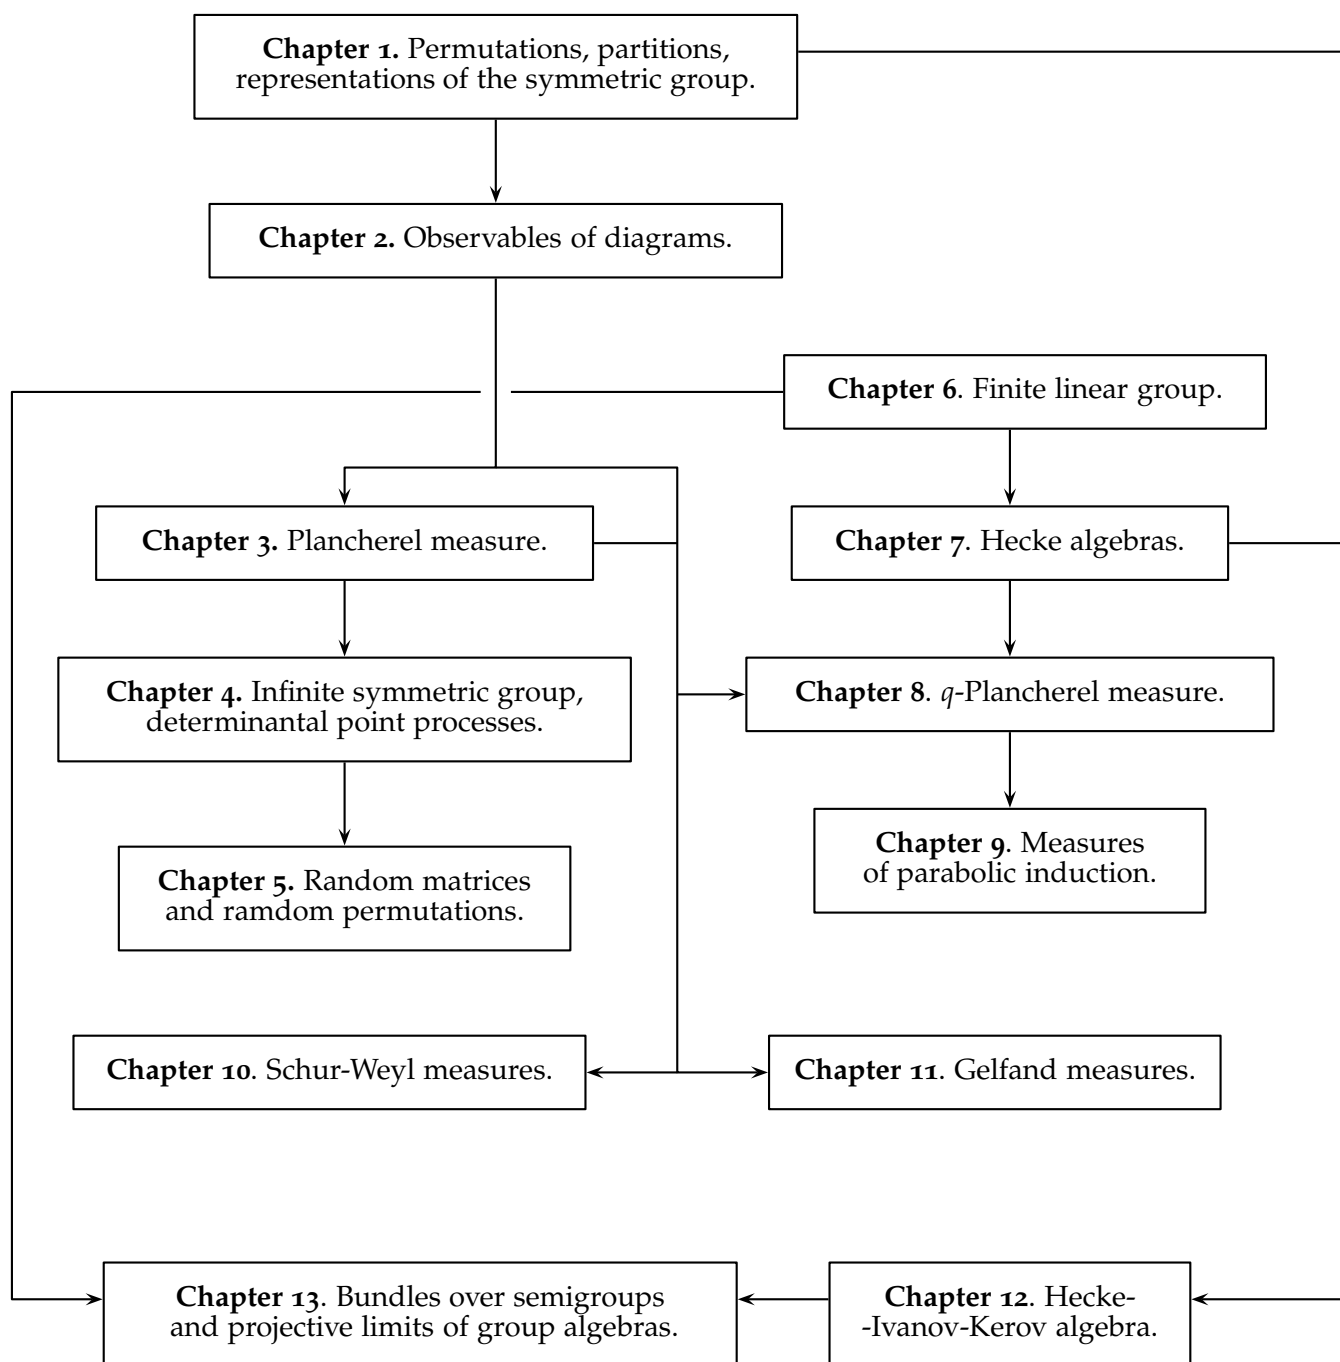 Chapter 1. Permutations, partitions,
representations of the symmetric group.
Chapter 2. Observables of diagrams.
Chapter 6. Finite linear group.
Chapter 3. Plancherel measure.
Chapter 7. Hecke algebras.
Chapter 4. Infinite symmetric group,
determinantal point processes.
Chapter 8. q-Plancherel measure.
Chapter 9. Measures
of parabolic induction.
Chapter 5. Random matrices
and ramdom permutations.
Chapter 10. Schur-Weyl measures.
Chapter 11. Gelfand measures.
Chapter 13. Bundles over semigroups
and projective limits of group algebras.
Chapter 12. Hecke-
-Ivanov-Kerov algebra.